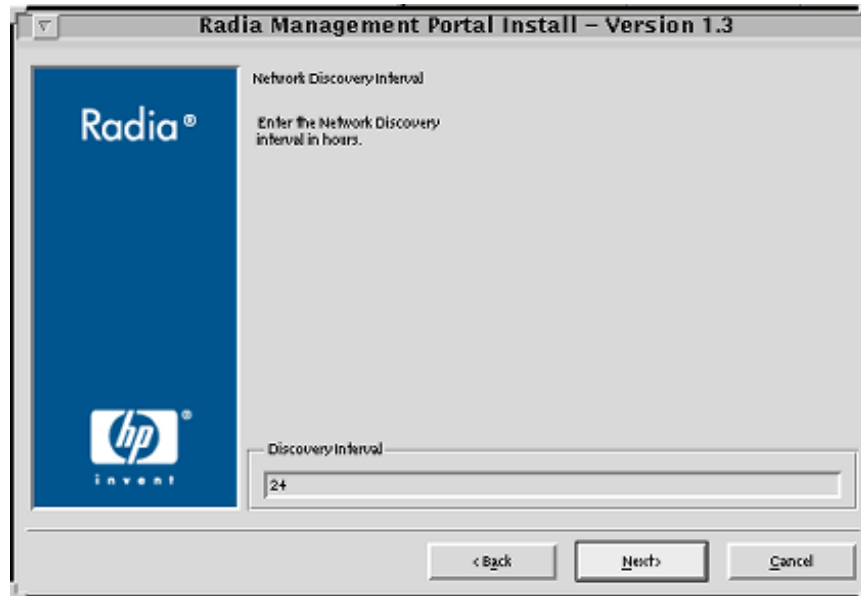 Radia Management Portal Install – Version 1.3
Radia®
Network Discovery Interval
Enter the Network Discovery
interval in hours.
hp®
invent
Discovery Interval
24
< Back
Next>
Cancel